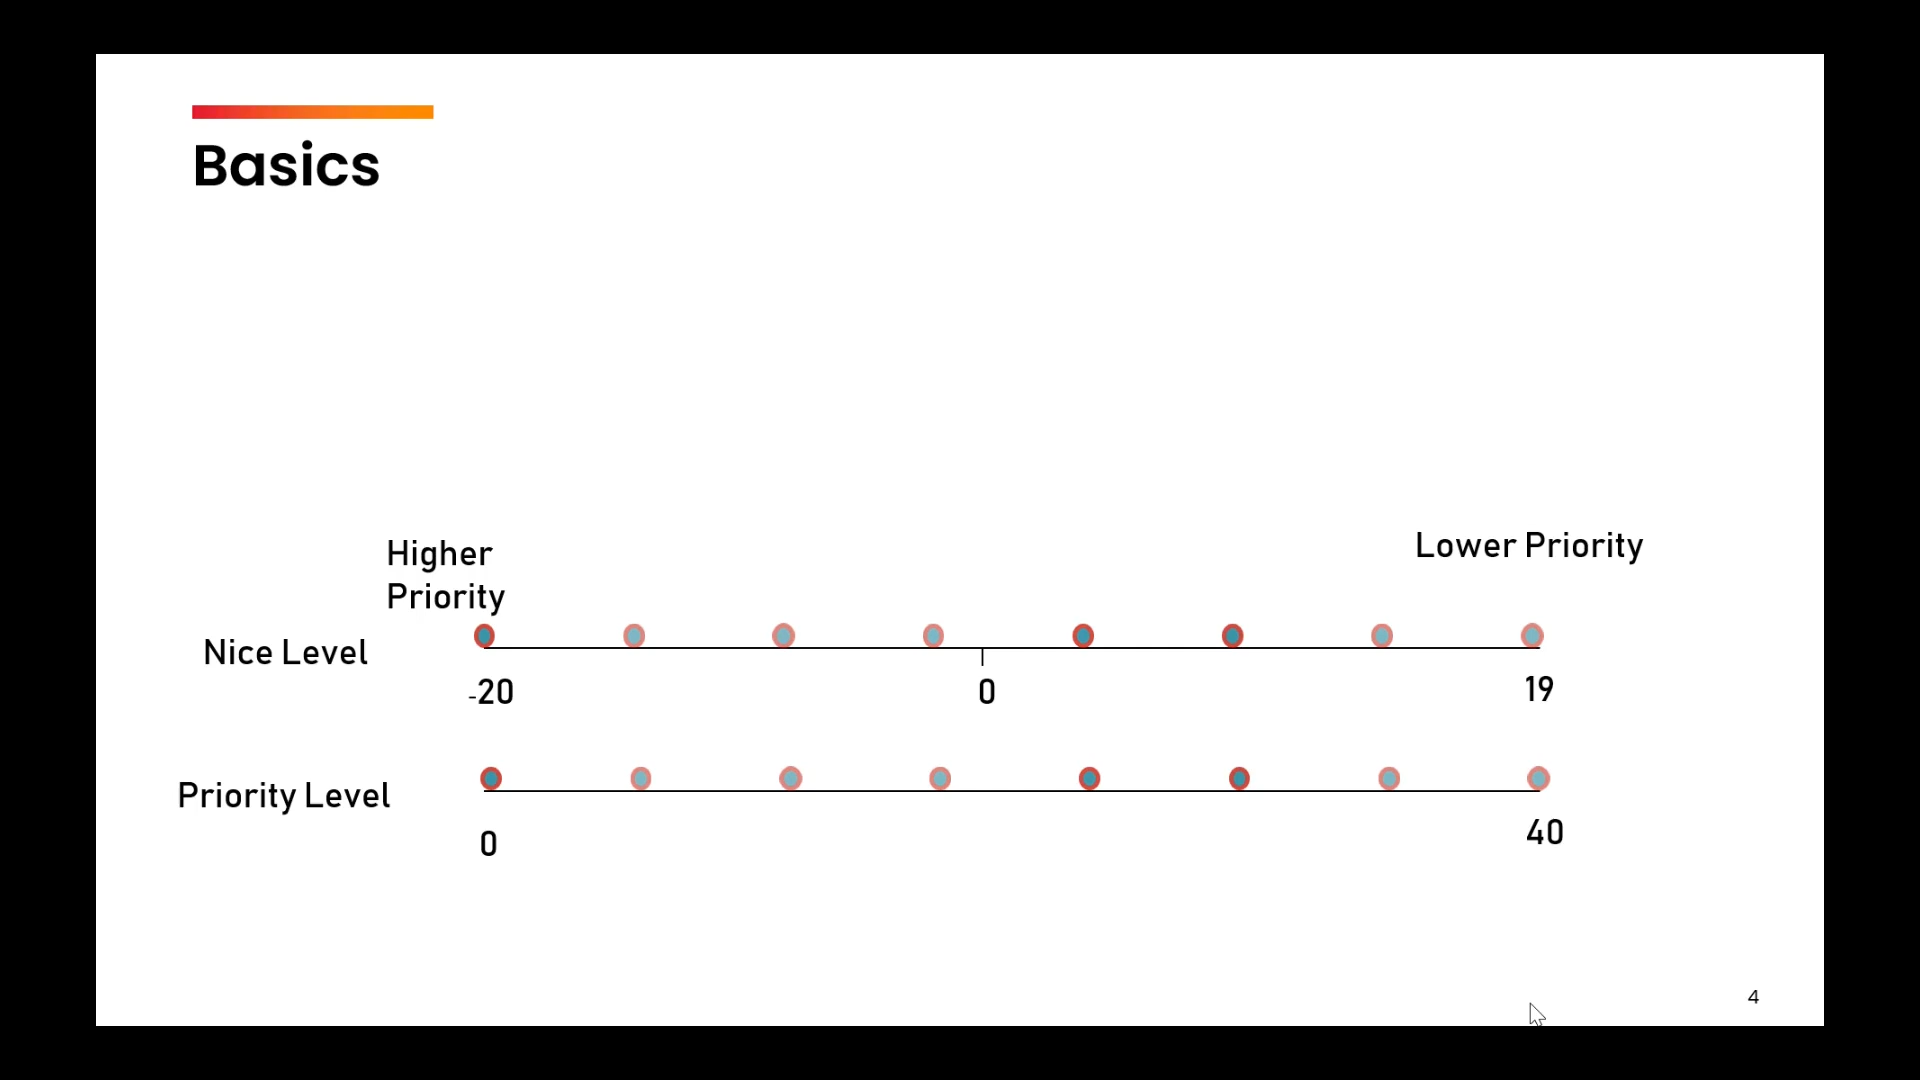 Basics
Higher
Priority
Lower Priority
Nice Level
-20
0
19
Priority Level
0
40
4